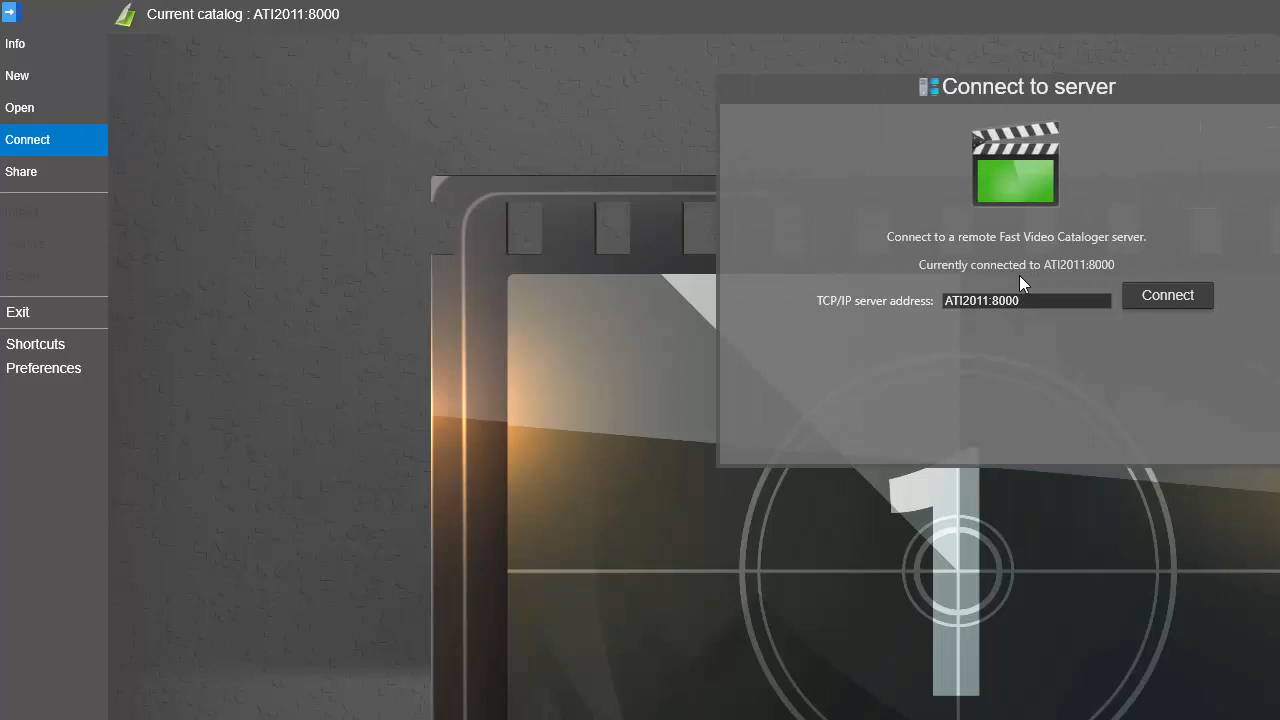 Current catalog : ATI2011:8000
Info
New
Open
Connect
Share
Exit
Shortcuts
Preferences
Connect to server
Connect to a remote Fast Video Cataloger server.
Currently connected to ATI2011:8000
TCP/IP server address: ATI2011:8000 Connect
1